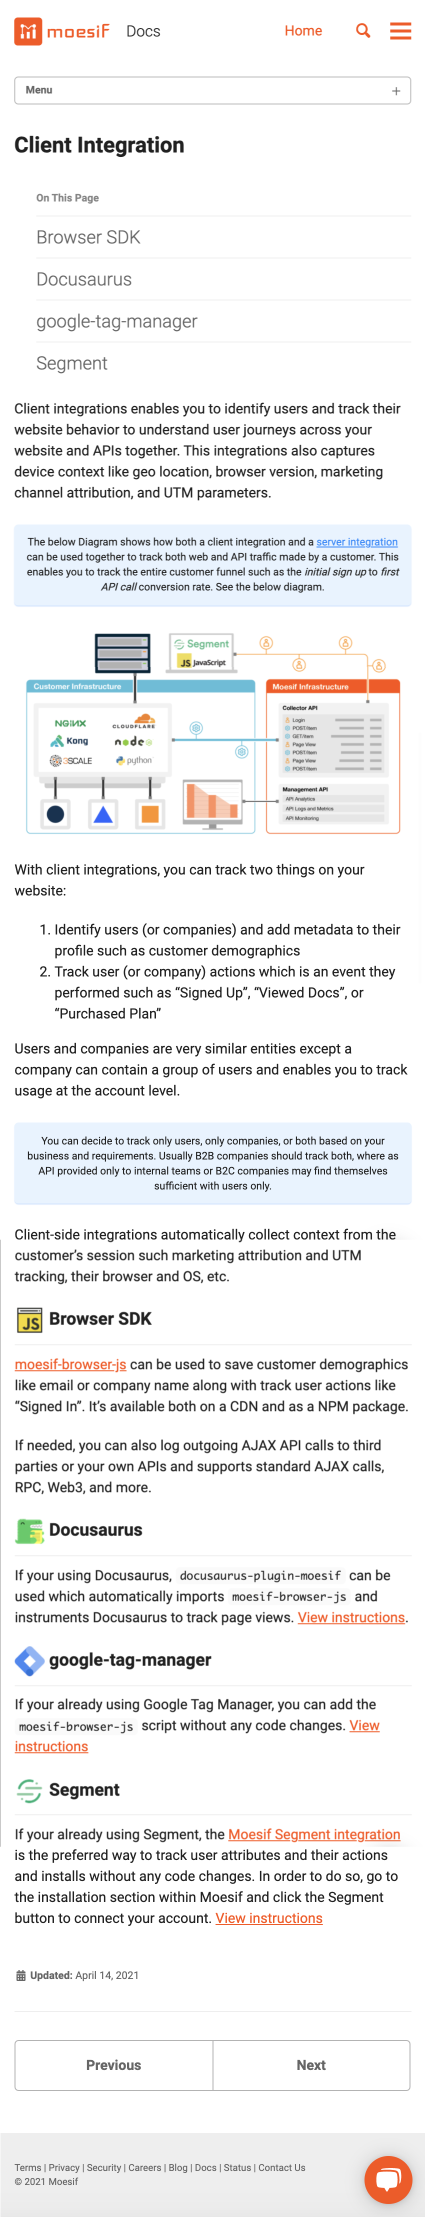 moesif Docs Home
Menu +
Client Integration
On This Page
Browser SDK
Docusaurus
google-tag-manager
Segment
Client integrations enables you to identify users and track their
website behavior to understand user journeys across your
website and APIs together. This integrations also captures
device context like geo location, browser version, marketing
channel attribution, and UTM parameters.
The below Diagram shows how both a client integration and a server integration
can be used together to track both web and API traffic made by a customer. This
enables you to track the entire customer funnel such as the initial sign up to first
API call conversion rate. See the below diagram.
Segment
JS JavaScript
Customer Infrastructure
Moesif Infrastructure
NGINX
CLOUDFLARE
Kong
node
3SCALE
python
Collector API
Login
POST/item
GET/item
Page View
POST/item
Page View
POST/item
Management API
API Analytics
API Logs and Metrics
API Monitoring
With client integrations, you can track two things on your
website:
1. Identify users (or companies) and add metadata to their
profile such as customer demographics
2. Track user (or company) actions which is an event they
performed such as “Signed Up”, “Viewed Docs”, or
“Purchased Plan”
Users and companies are very similar entities except a
company can contain a group of users and enables you to track
usage at the account level.
You can decide to track only users, only companies, or both based on your
business and requirements. Usually B2B companies should track both, where as
API provided only to internal teams or B2C companies may find themselves
sufficient with users only.
Client-side integrations automatically collect context from the
customer’s session such marketing attribution and UTM
tracking, their browser and OS, etc.
JS Browser SDK
moesif-browser-js can be used to save customer demographics
like email or company name along with track user actions like
“Signed In”. It’s available both on a CDN and as a NPM package.
If needed, you can also log outgoing AJAX API calls to third
parties or your own APIs and supports standard AJAX calls,
RPC, Web3, and more.
Docusaurus
If your using Docusaurus, docusaurus-plugin-moesif can be
used which automatically imports moesif-browser-js and
instruments Docusaurus to track page views. View instructions.
google-tag-manager
If your already using Google Tag Manager, you can add the
moesif-browser-js script without any code changes. View
instructions
Segment
If your already using Segment, the Moesif Segment integration
is the preferred way to track user attributes and their actions
and installs without any code changes. In order to do so, go to
the installation section within Moesif and click the Segment
button to connect your account. View instructions
Updated: April 14, 2021
Previous
Next
Terms | Privacy | Security | Careers | Blog | Docs | Status | Contact Us
© 2021 Moesif